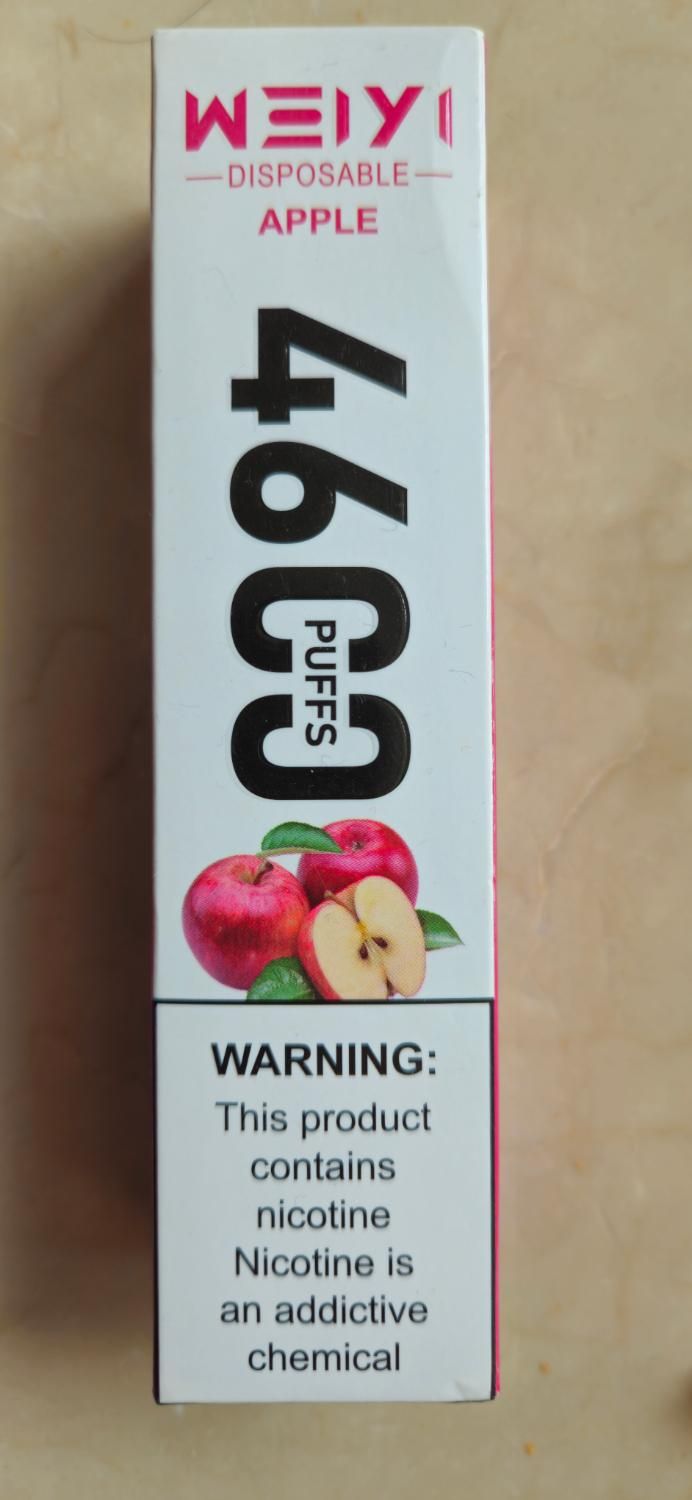 WEIYI
DISPOSABLE
APPLE
4600
PUFFS
WARNING:
This product
contains
nicotine
Nicotine is
an addictive
chemical